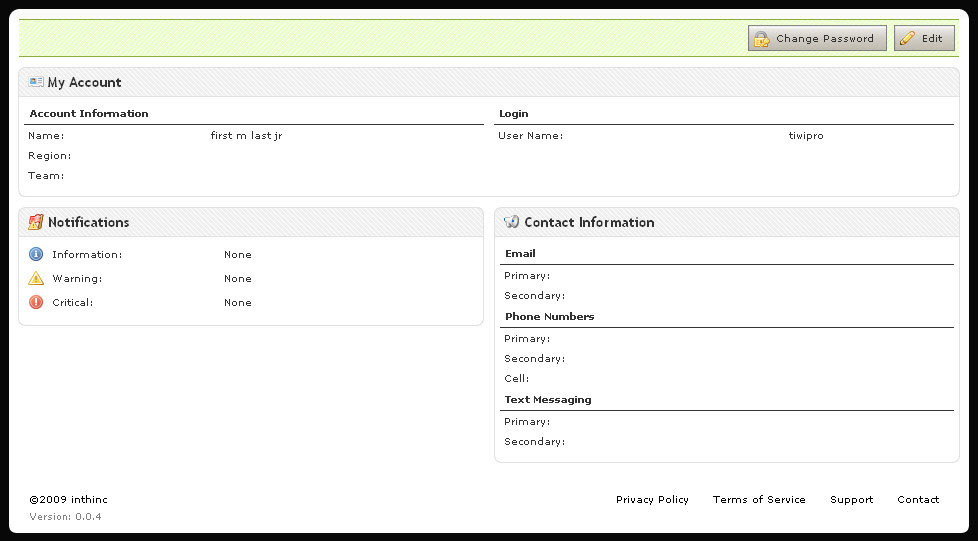 Change Password Edit
My Account
Account Information
Name: first m last jr
Region:
Team:
Login
User Name: tiwipro
Notifications
Information: None
Warning: None
Critical: None
Contact Information
Email
Primary:
Secondary:
Phone Numbers
Primary:
Secondary:
Cell:
Text Messaging
Primary:
Secondary:
©2009 inthinc
Version: 0.0.4
Privacy Policy Terms of Service Support Contact